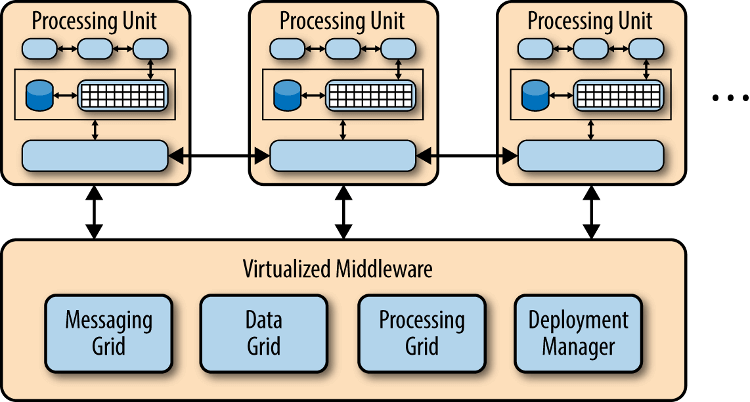 Processing Unit
Processing Unit
Processing Unit
...
Virtualized Middleware
Messaging
Grid
Data
Grid
Processing
Grid
Deployment
Manager